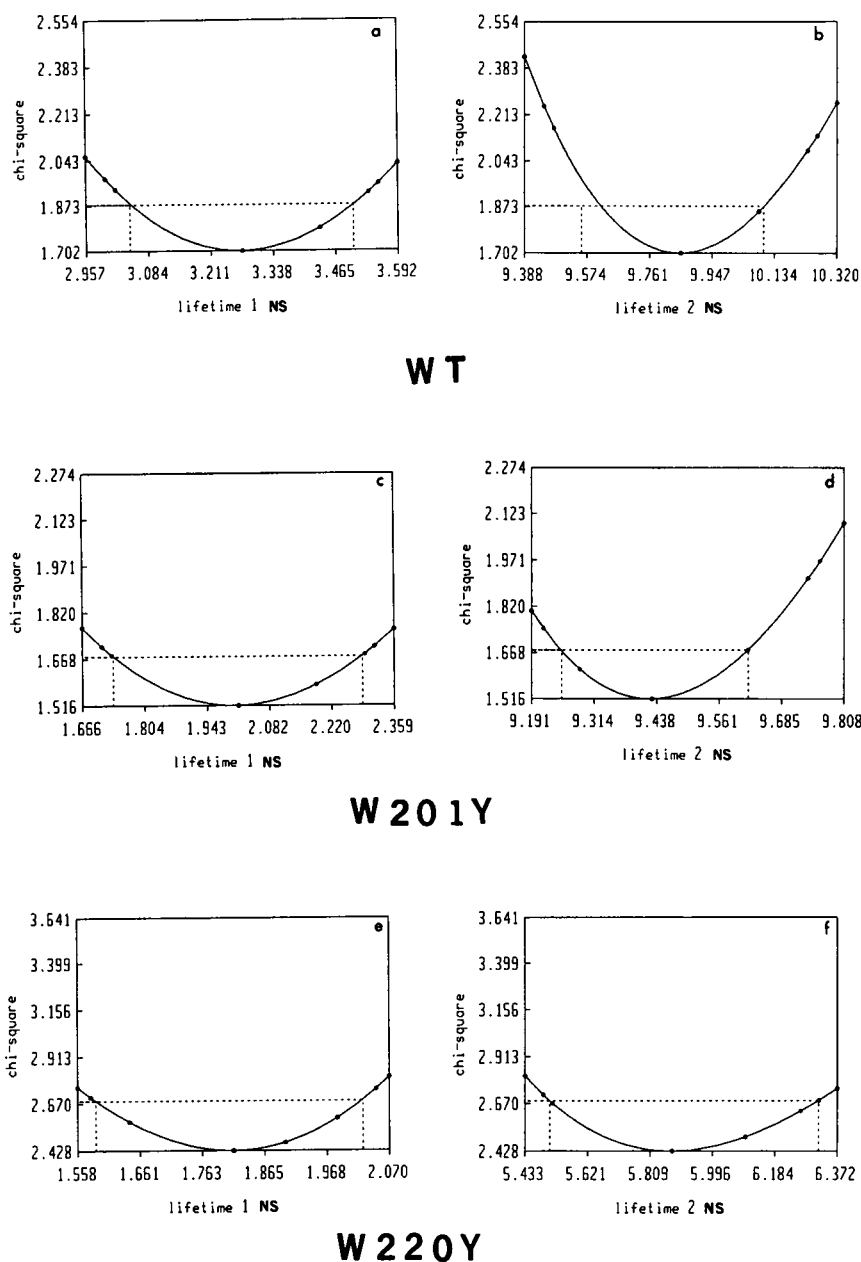 a
2.554
2.383
2.213
2.043
1.873
1.702
chi-square
2.957 3.084 3.211 3.338 3.465 3.592
lifetime 1 NS
b
2.554
2.383
2.213
2.043
1.873
1.702
chi-square
9.388 9.574 9.761 9.947 10.134 10.320
lifetime 2 NS
WT
c
2.274
2.123
1.971
1.820
1.668
1.516
chi-square
1.666 1.804 1.943 2.082 2.220 2.359
lifetime 1 NS
d
2.274
2.123
1.971
1.820
1.668
1.516
chi-square
9.191 9.314 9.438 9.561 9.685 9.808
lifetime 2 NS
W201Y
e
3.641
3.399
3.156
2.913
2.670
2.428
chi-square
1.558 1.661 1.763 1.865 1.968 2.070
lifetime 1 NS
f
3.641
3.399
3.156
2.913
2.670
2.428
chi-square
5.433 5.621 5.809 5.996 6.184 6.372
lifetime 2 NS
W220Y